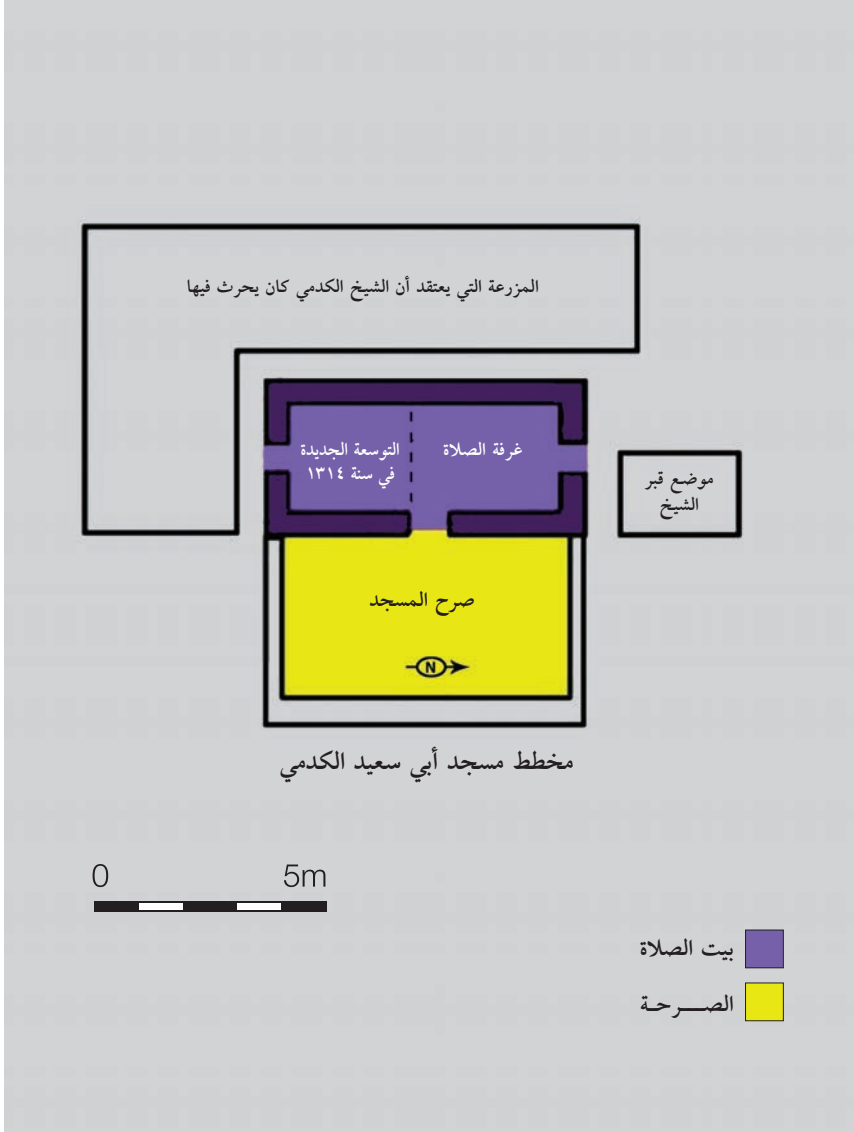 المزرعة التي يعتقد أن الشيخ الكدمي كان يحرث فيها
غرفة الصلاة
التوسعة الجديدة
في سنة ١٣١٤
موضع قبر
الشيخ
صرح المسجد
N
مخطط مسجد أبي سعيد الكدمي
0 5m
بيت الصلاة
الصـــرحـة